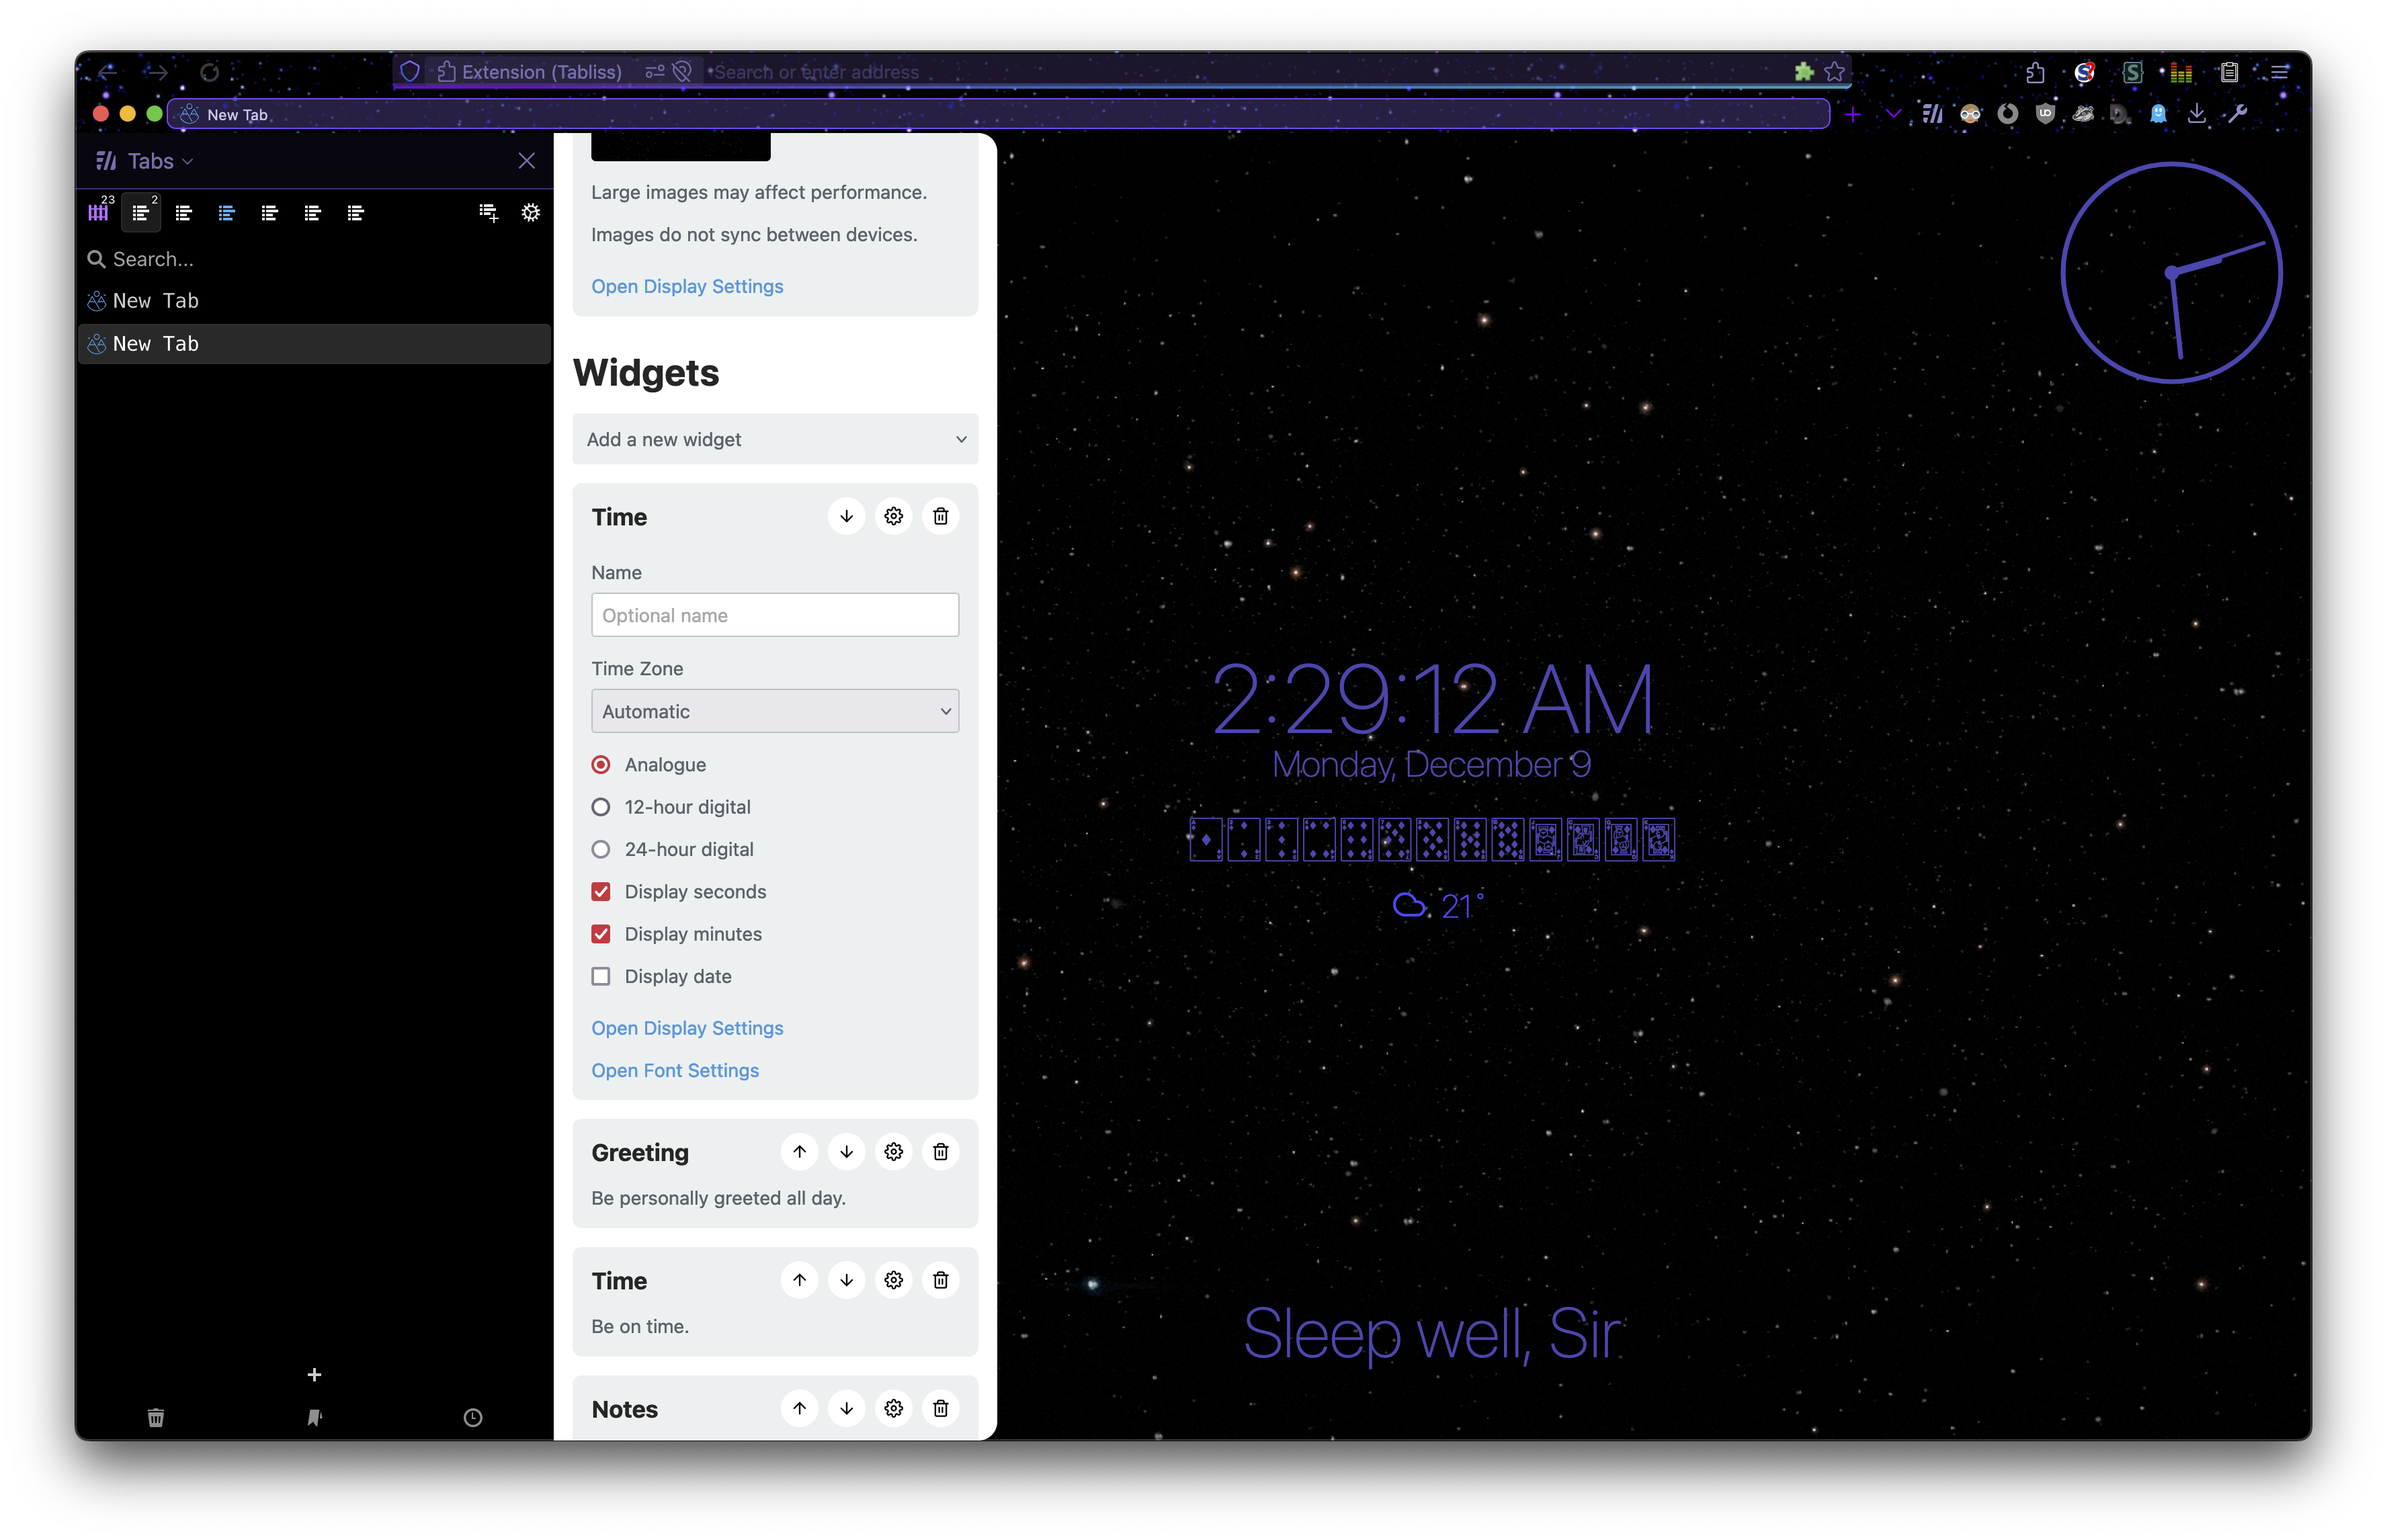 Extension (Tabliss)
Search or enter address
New Tab
Tabs
23
2
Search...
New Tab
New Tab
Large images may affect performance.
Images do not sync between devices.
Open Display Settings
Widgets
Add a new widget
Time
Name
Optional name
Time Zone
Automatic
Analogue
12-hour digital
24-hour digital
Display seconds
Display minutes
Display date
Open Display Settings
Open Font Settings
Greeting
Be personally greeted all day.
Time
Be on time.
Notes
2:29:12 AM
Monday, December 9
21°
Sleep well, Sir